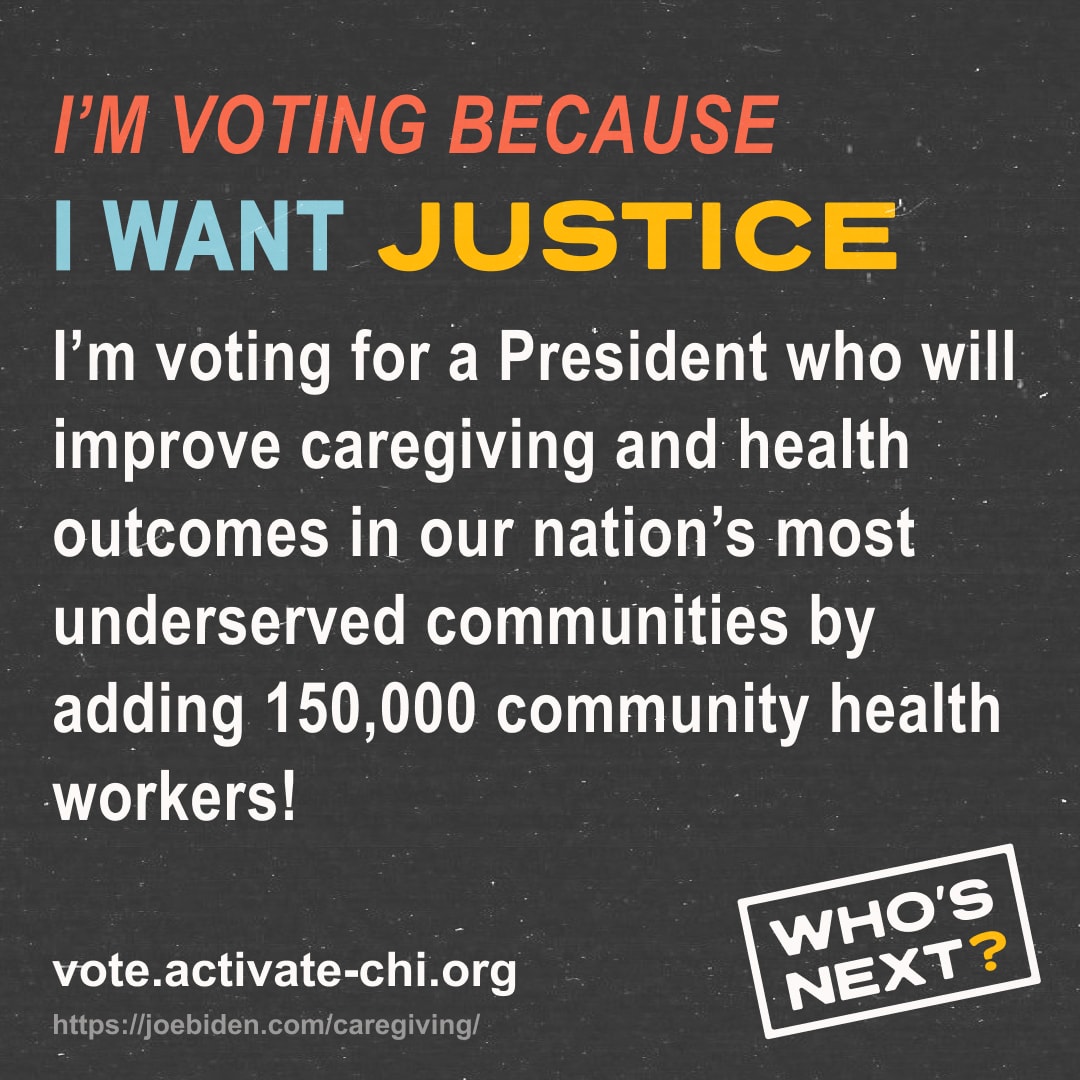 I'M VOTING BECAUSE
I WANT JUSTICE
I'm voting for a President who will
improve caregiving and health
outcomes in our nation's most
underserved communities by
adding 150,000 community health
workers!
WHO'S
NEXT?
vote.activate-chi.org
https://joebiden.com/caregiving/